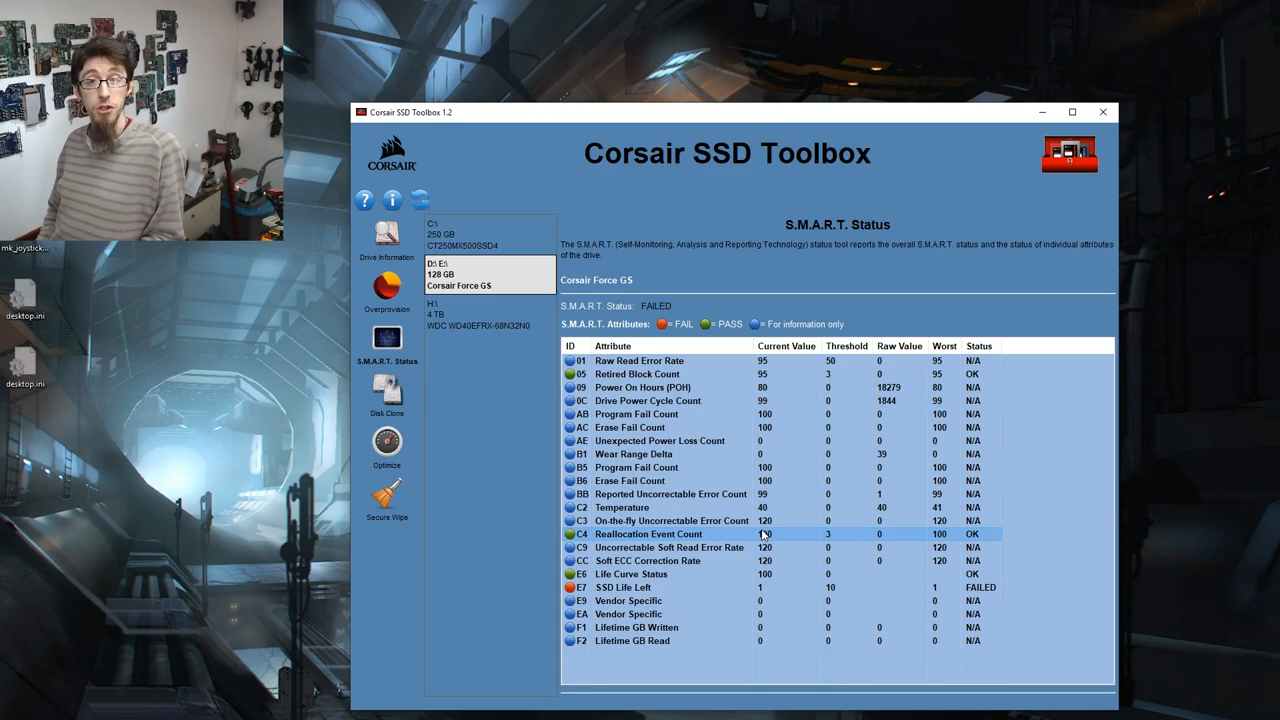 mk_joystick...
desktop.ini
desktop.ini
Corsair SSD Toolbox 1.2
CORSAIR
Corsair SSD Toolbox
Drive Information
Overprovision
S.M.A.R.T. Status
Disk Clone
Optimize
Secure Wipe
C:\
250 GB
CT250MX500SSD4
D:\ E:\
128 GB
Corsair Force GS
H:\
4 TB
WDC WD40EFRX-68N32N0
S.M.A.R.T. Status
The S.M.A.R.T. (Self-Monitoring, Analysis and Reporting Technology) status tool reports the overall S.M.A.R.T. status and the status of individual attributes
of the drive.
Corsair Force GS
S.M.A.R.T. Status: FAILED
S.M.A.R.T. Attributes: = FAIL = PASS = For information only
ID Attribute Current Value Threshold Raw Value Worst Status
01 Raw Read Error Rate 95 50 0 95 N/A
05 Retired Block Count 95 3 0 95 OK
09 Power On Hours (POH) 80 0 18279 80 N/A
0C Drive Power Cycle Count 99 0 1844 99 N/A
AB Program Fail Count 100 0 0 100 N/A
AC Erase Fail Count 100 0 0 100 N/A
AE Unexpected Power Loss Count 0 0 0 0 N/A
B1 Wear Range Delta 0 0 39 0 N/A
B5 Program Fail Count 100 0 0 100 N/A
B6 Erase Fail Count 100 0 0 100 N/A
BB Reported Uncorrectable Error Count 99 0 1 99 N/A
C2 Temperature 40 0 40 41 N/A
C3 On-the-fly Uncorrectable Error Count 120 0 0 120 N/A
C4 Reallocation Event Count 3 0 100 OK
C9 Uncorrectable Soft Read Error Rate 120 0 0 120 N/A
CC Soft ECC Correction Rate 120 0 0 120 N/A
E6 Life Curve Status 100 0 OK
E7 SSD Life Left 1 10 1 FAILED
E9 Vendor Specific 0 0 0 N/A
EA Vendor Specific 0 0 0 N/A
F1 Lifetime GB Written 0 0 0 0 N/A
F2 Lifetime GB Read 0 0 0 0 N/A